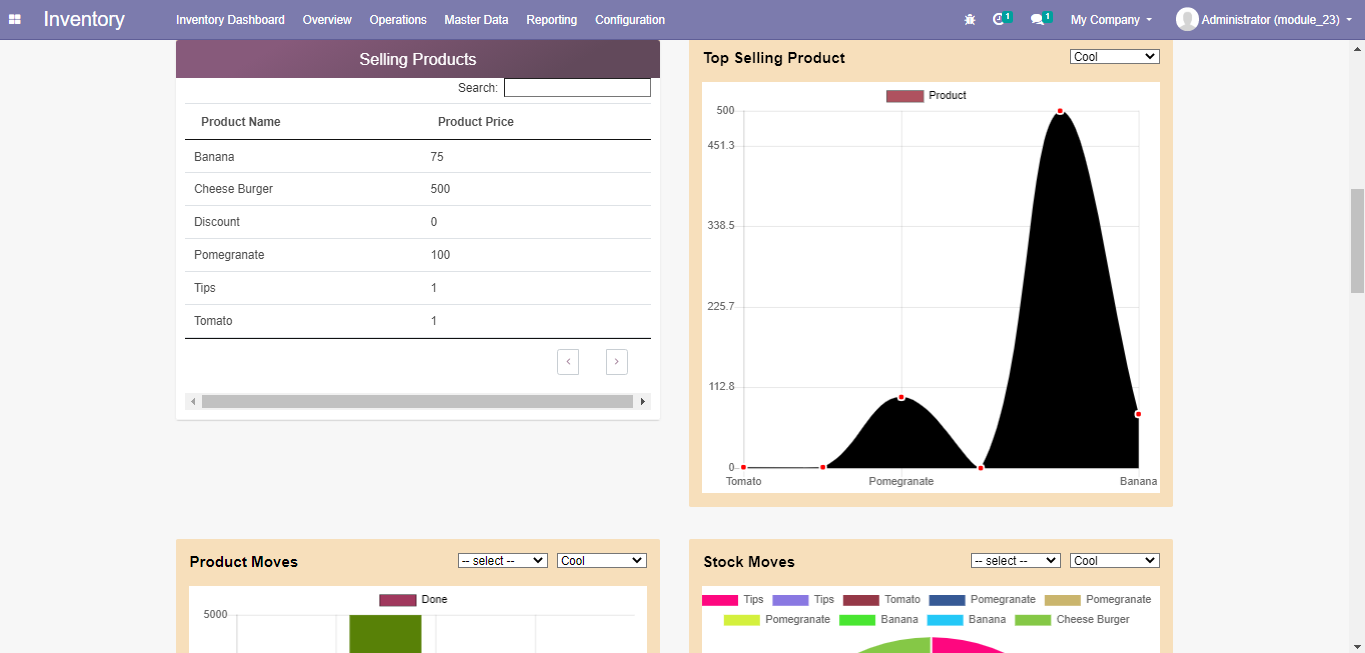 Inventory Inventory Dashboard Overview Operations Master Data Reporting Configuration 1 1 My Company Administrator (module_23)
Selling Products
Search:
Product Name Product Price
Banana 75
Cheese Burger 500
Discount 0
Pomegranate 100
Tips 1
Tomato 1
Top Selling Product Cool
Product
500
451.3
338.5
225.7
112.8
0
Tomato Pomegranate Banana
Product Moves -- select -- Cool
Done
5000
Stock Moves -- select -- Cool
Tips Tips Tomato Pomegranate Pomegranate
Pomegranate Banana Banana Cheese Burger